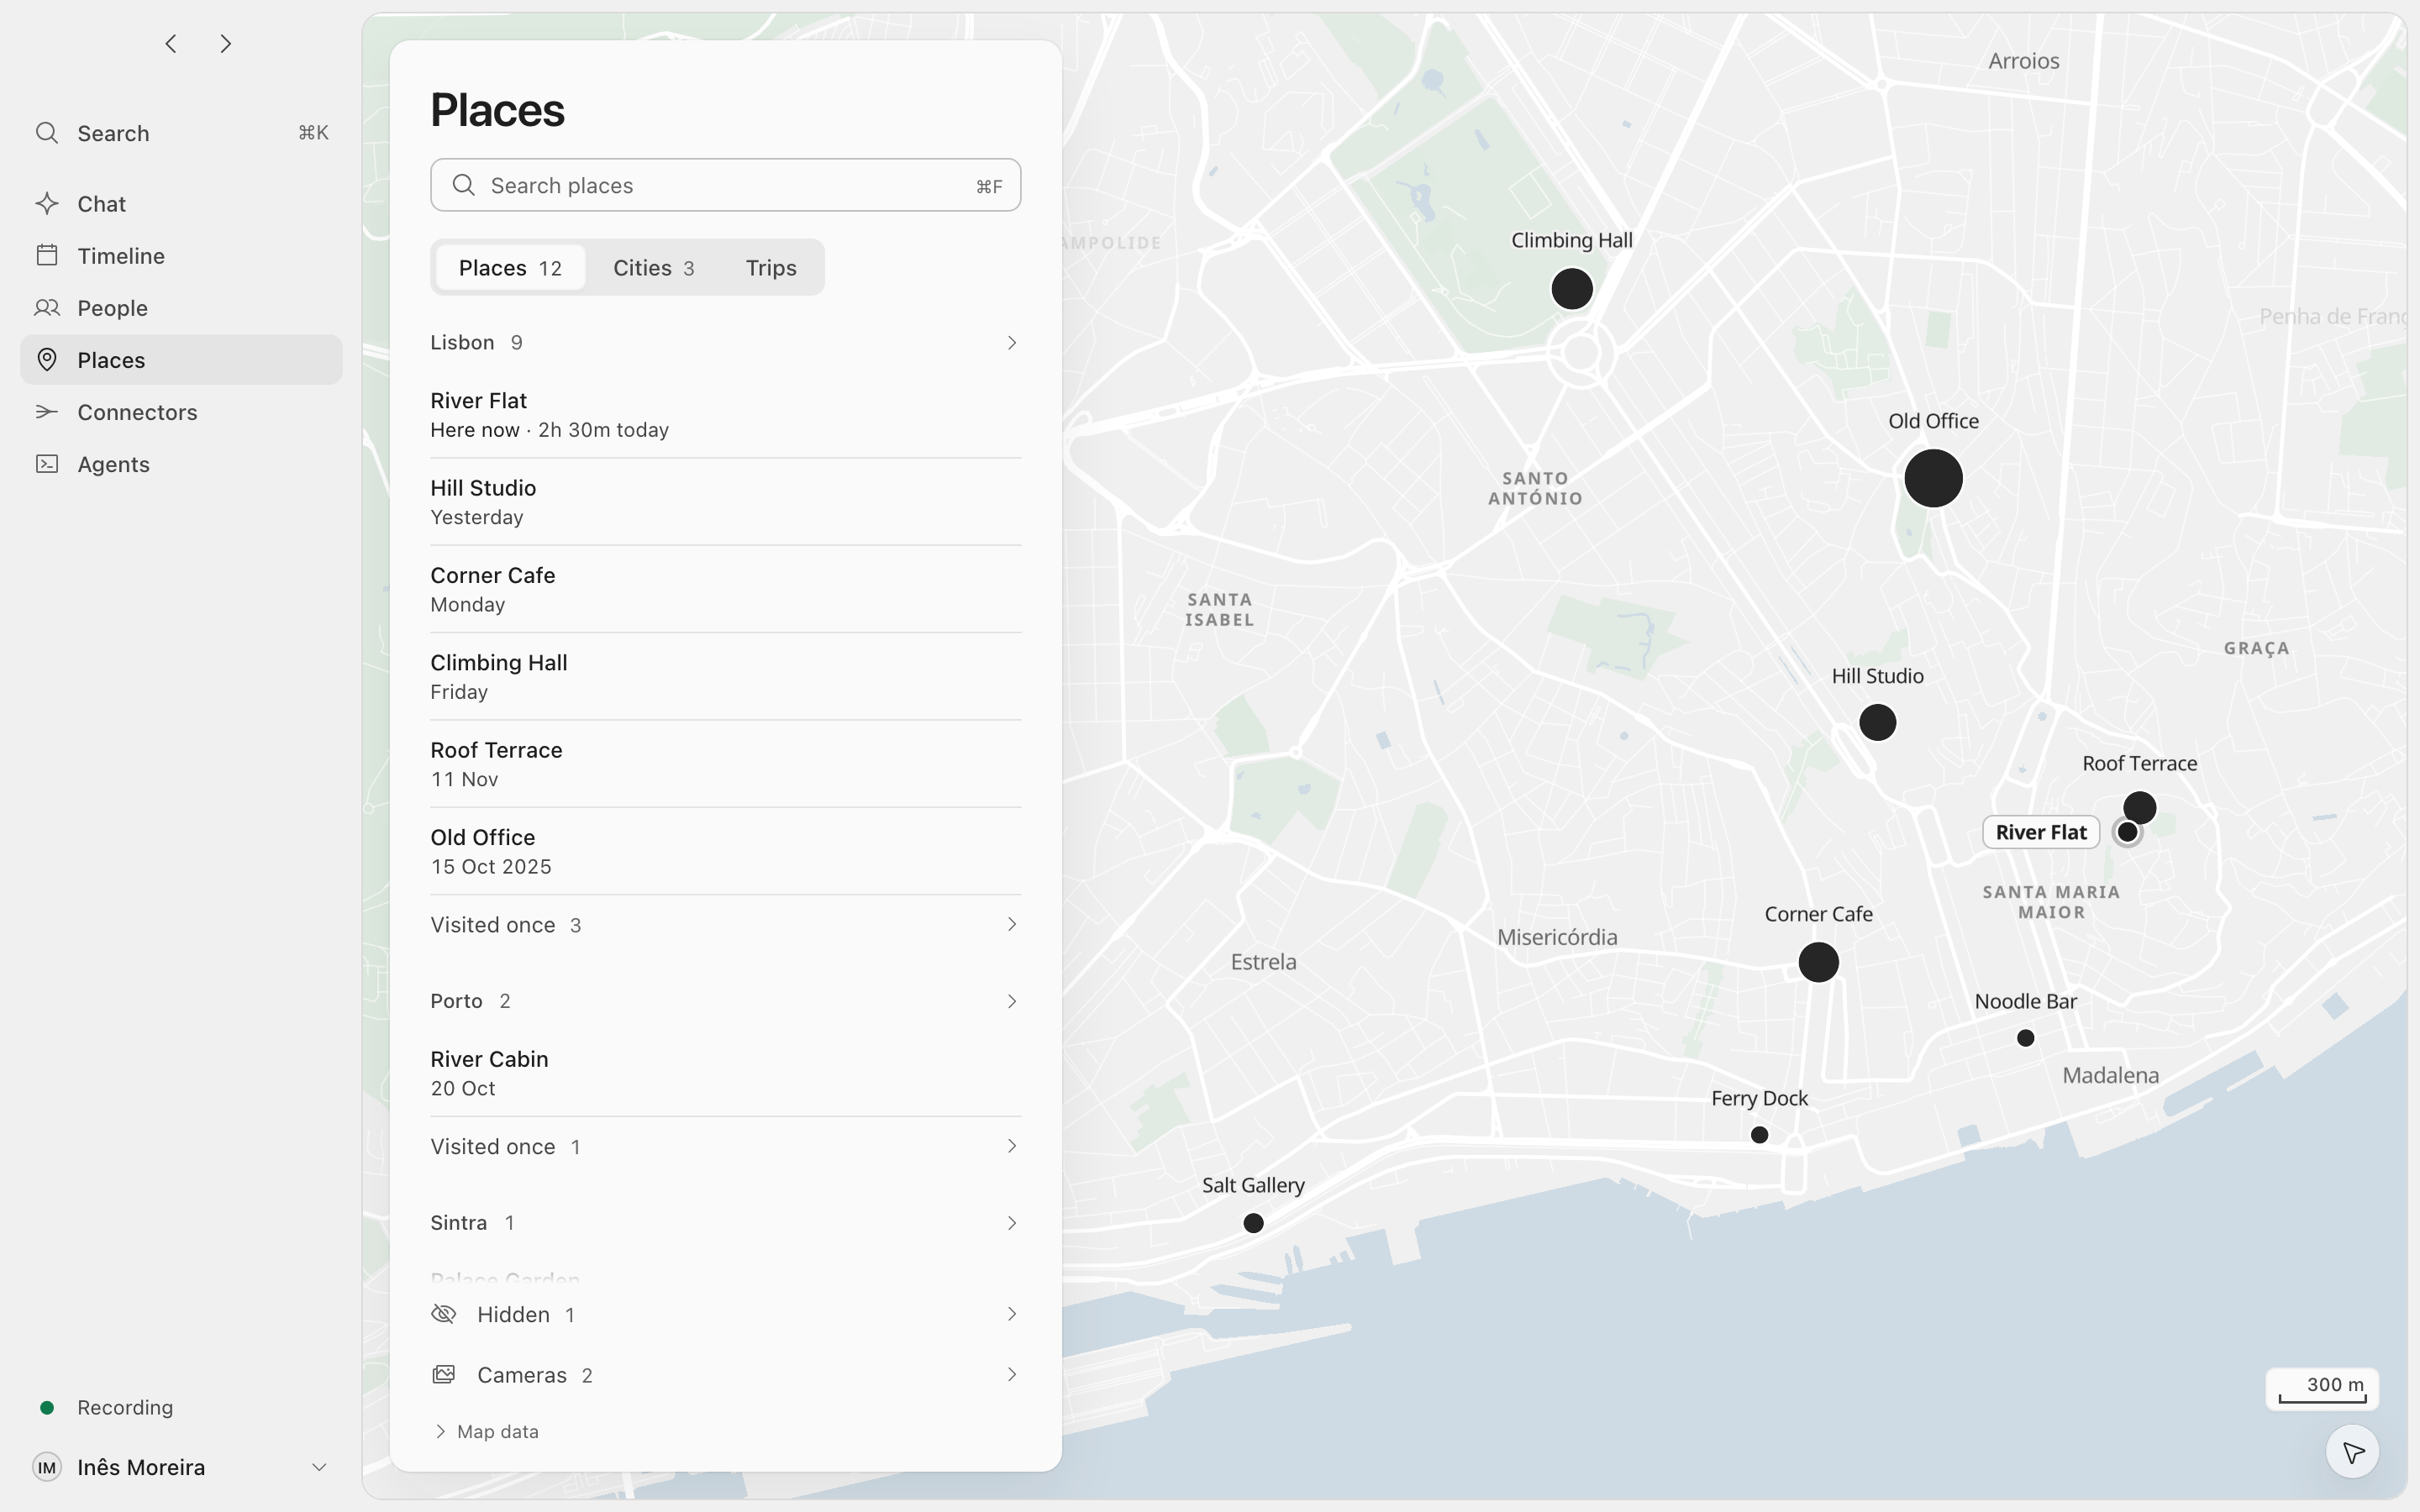 Search ⌘K
Chat
Timeline
People
Places
Connectors
Agents
Recording
IM Inês Moreira
Places
Search places ⌘F
Places 12 Cities 3 Trips
Lisbon 9
River Flat
Here now · 2h 30m today
Hill Studio
Yesterday
Corner Cafe
Monday
Climbing Hall
Friday
Roof Terrace
11 Nov
Old Office
15 Oct 2025
Visited once 3
Porto 2
River Cabin
20 Oct
Visited once 1
Sintra 1
Palace Garden
Hidden 1
Cameras 2
Map data
Arroios
AMPOLIDE
Climbing Hall
Penha de Franç
Old Office
SANTO
ANTÓNIO
SANTA
ISABEL
GRAÇA
Hill Studio
Roof Terrace
River Flat
SANTA MARIA
MAIOR
Corner Cafe
Misericórdia
Estrela
Noodle Bar
Madalena
Ferry Dock
Salt Gallery
300 m